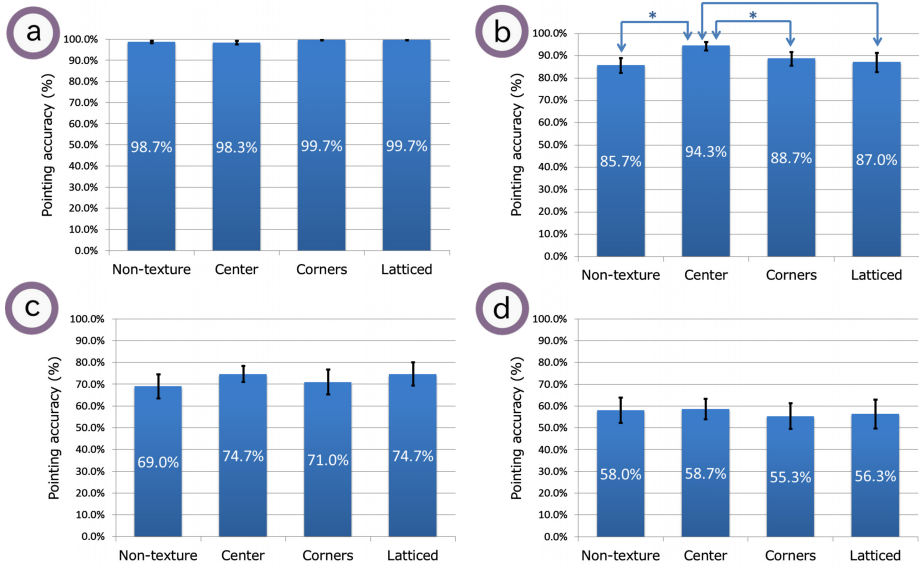 a
Pointing accuracy (%)
100.0%
90.0%
80.0%
70.0%
60.0%
50.0%
40.0%
30.0%
20.0%
10.0%
0.0%
98.7% 98.3% 99.7% 99.7%
Non-texture Center Corners Latticed
b
* *
Pointing accuracy (%)
100.0%
90.0%
80.0%
70.0%
60.0%
50.0%
40.0%
30.0%
20.0%
10.0%
0.0%
85.7% 94.3% 88.7% 87.0%
Non-texture Center Corners Latticed
c
Pointing accuracy (%)
100.0%
90.0%
80.0%
70.0%
60.0%
50.0%
40.0%
30.0%
20.0%
10.0%
0.0%
69.0% 74.7% 71.0% 74.7%
Non-texture Center Corners Latticed
d
Pointing accuracy (%)
100.0%
90.0%
80.0%
70.0%
60.0%
50.0%
40.0%
30.0%
20.0%
10.0%
0.0%
58.0% 58.7% 55.3% 56.3%
Non-texture Center Corners Latticed